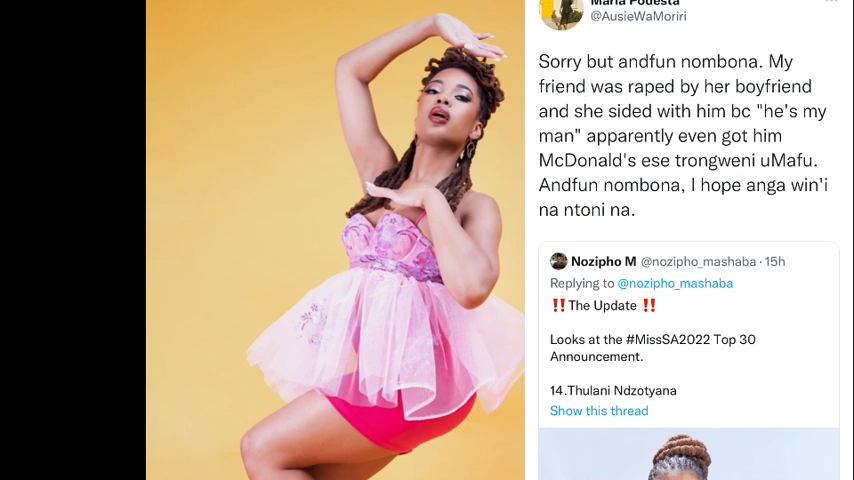 Maria Podesta
@AusieWaMoriri
Sorry but andfun nombona. My
friend was raped by her boyfriend
and she sided with him bc "he's my
man" apparently even got him
McDonald's ese trongweni uMafu.
Andfun nombona, I hope anga win'i
na ntoni na.
Nozipho M @nozipho_mashaba · 15h
Replying to @nozipho_mashaba
‼️The Update ‼️
Looks at the #MissSA2022 Top 30
Announcement.
14.Thulani Ndzotyana
Show this thread